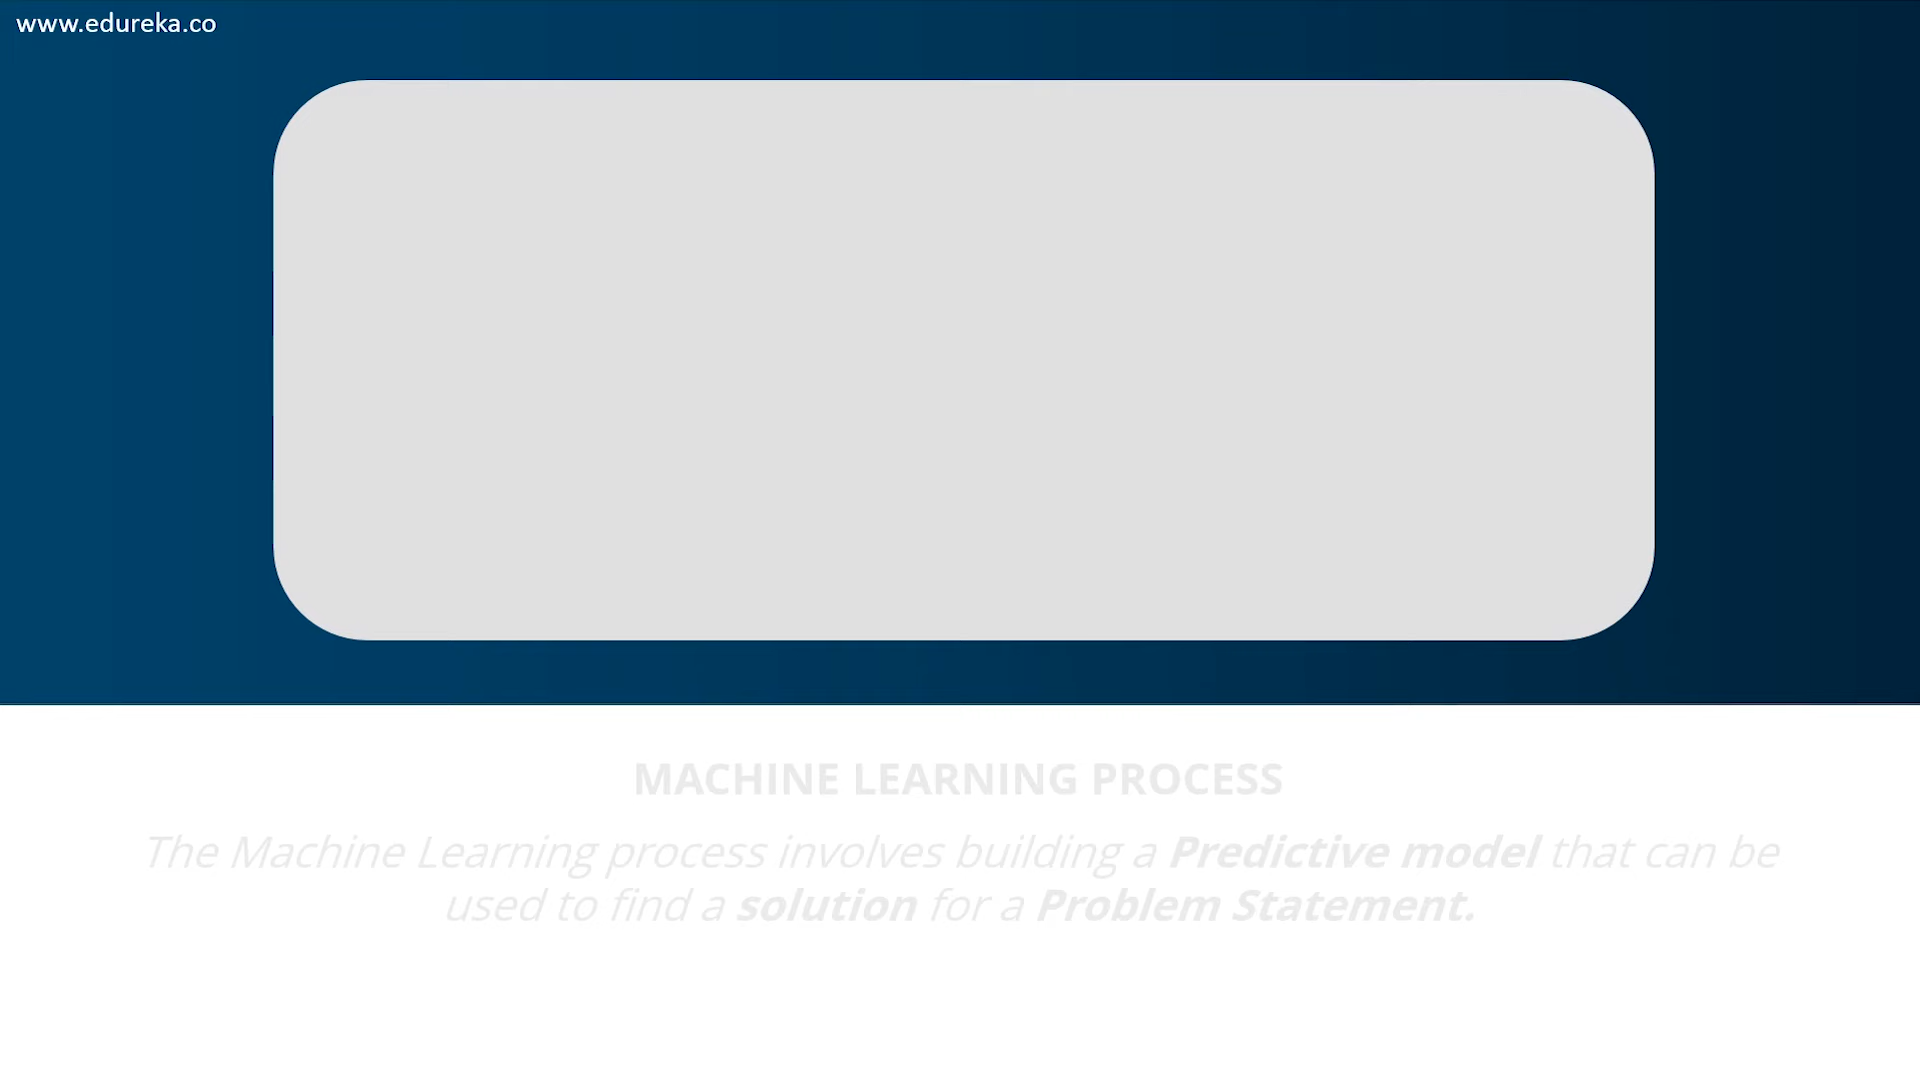 www.edureka.co
MACHINE LEARNING PROCESS
The Machine Learning process involves building a Predictive model that can be
used to find a solution for a Problem Statement.